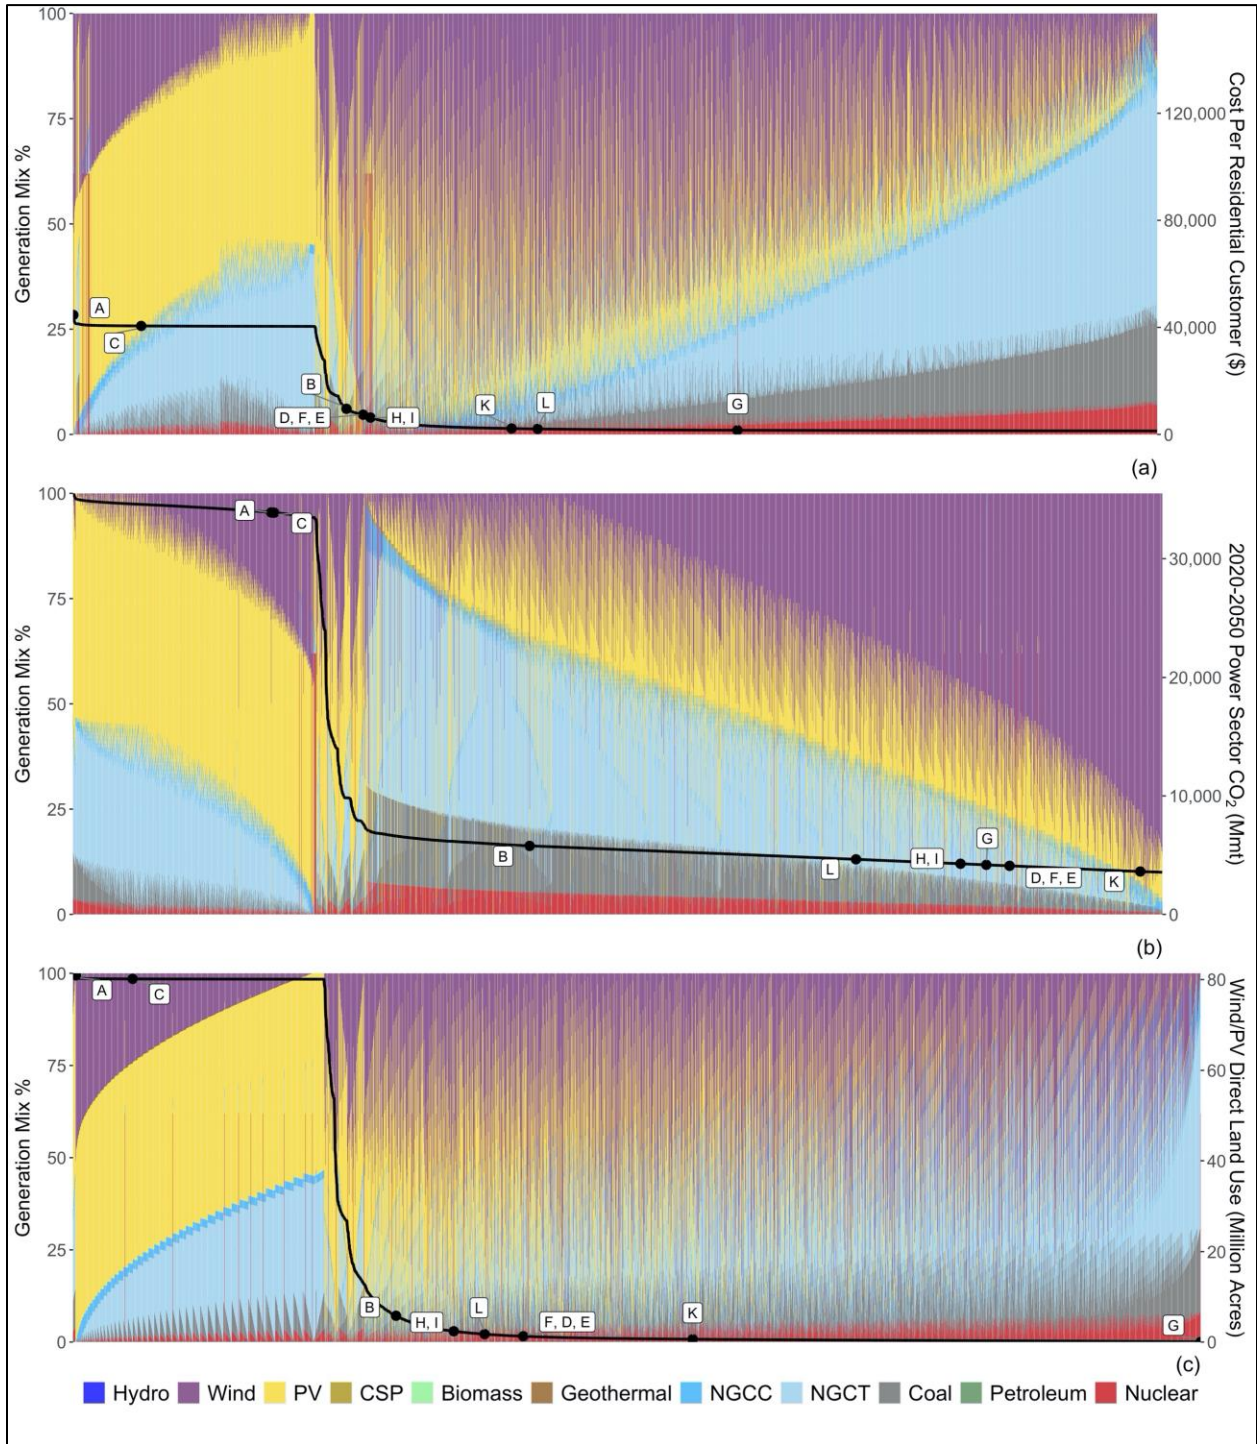 100
75
50
25
0
Generation Mix %
A
C
B
D, F, E
H, I
K
L
G
120,000
80,000
40,000
0
Cost Per Residential Customer ($)
(a)
100
75
50
25
0
Generation Mix %
A
C
B
L
H, I
G
D, F, E
K
30,000
20,000
10,000
0
2020-2050 Power Sector CO₂ (Mmt)
(b)
100
75
50
25
0
Generation Mix %
A
C
B
H, I
L
F, D, E
K
G
80
60
40
20
0
Wind/PV Direct Land Use (Million Acres)
(c)
Hydro Wind PV CSP Biomass Geothermal NGCC NGCT Coal Petroleum Nuclear